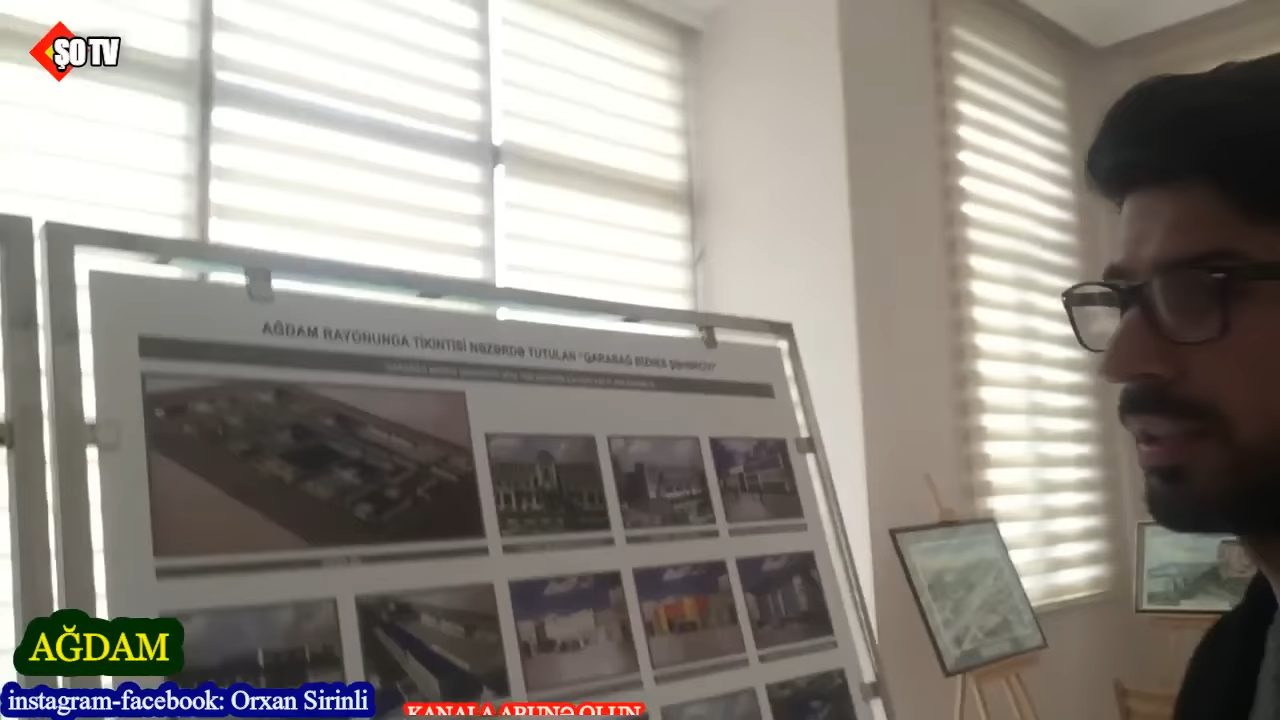 ŞO TV
AĞDAM RAYONUNDA TİKİNTİSİ NƏZƏRDƏ TUTULAN "QARABAĞ BİZNES ŞƏHƏRCİYİ"
AĞDAM
instagram-facebook: Orxan Sirinli
KANALA ABUNƏ OLUN